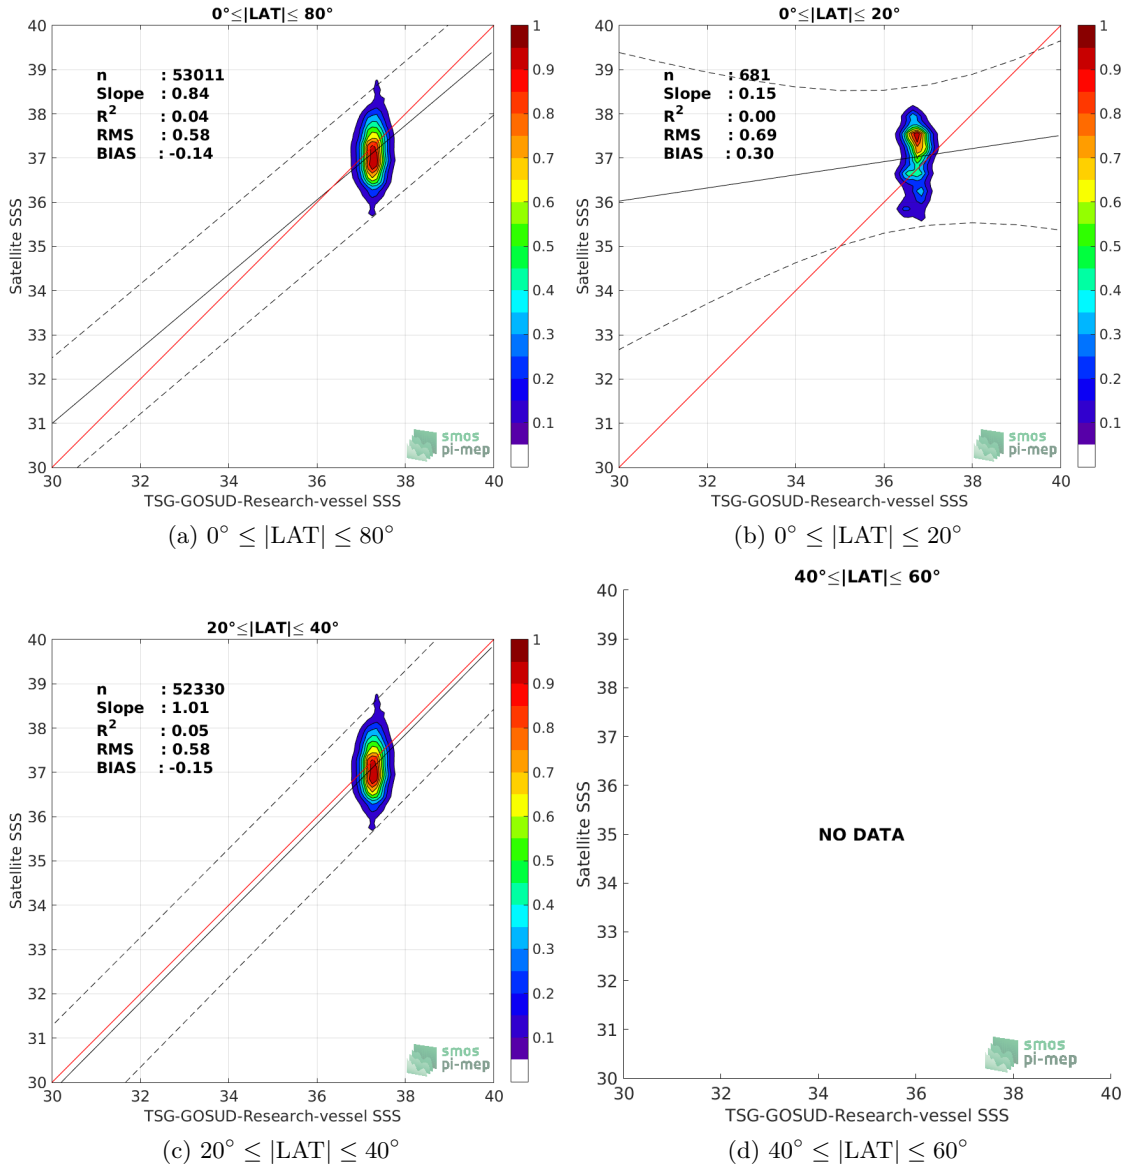 0°≤|LAT|≤ 80°
n : 53011
Slope : 0.84
R² : 0.04
RMS : 0.58
BIAS : -0.14
40
39
38
37
36
35
34
33
32
31
30
30 32 34 36 38 40
Satellite SSS
TSG-GOSUD-Research-vessel SSS
1
0.9
0.8
0.7
0.6
0.5
0.4
0.3
0.2
0.1
smos
pi-mep
(a) 0° ≤ |LAT| ≤ 80°
0°≤|LAT|≤ 20°
n : 681
Slope : 0.15
R² : 0.00
RMS : 0.69
BIAS : 0.30
40
39
38
37
36
35
34
33
32
31
30
30 32 34 36 38 40
Satellite SSS
TSG-GOSUD-Research-vessel SSS
1
0.9
0.8
0.7
0.6
0.5
0.4
0.3
0.2
0.1
smos
pi-mep
(b) 0° ≤ |LAT| ≤ 20°
20°≤|LAT|≤ 40°
n : 52330
Slope : 1.01
R² : 0.05
RMS : 0.58
BIAS : -0.15
40
39
38
37
36
35
34
33
32
31
30
30 32 34 36 38 40
Satellite SSS
TSG-GOSUD-Research-vessel SSS
1
0.9
0.8
0.7
0.6
0.5
0.4
0.3
0.2
0.1
smos
pi-mep
(c) 20° ≤ |LAT| ≤ 40°
40°≤|LAT|≤ 60°
40
39
38
37
36
35
34
33
32
31
30
30 32 34 36 38 40
Satellite SSS
NO DATA
TSG-GOSUD-Research-vessel SSS
smos
pi-mep
(d) 40° ≤ |LAT| ≤ 60°